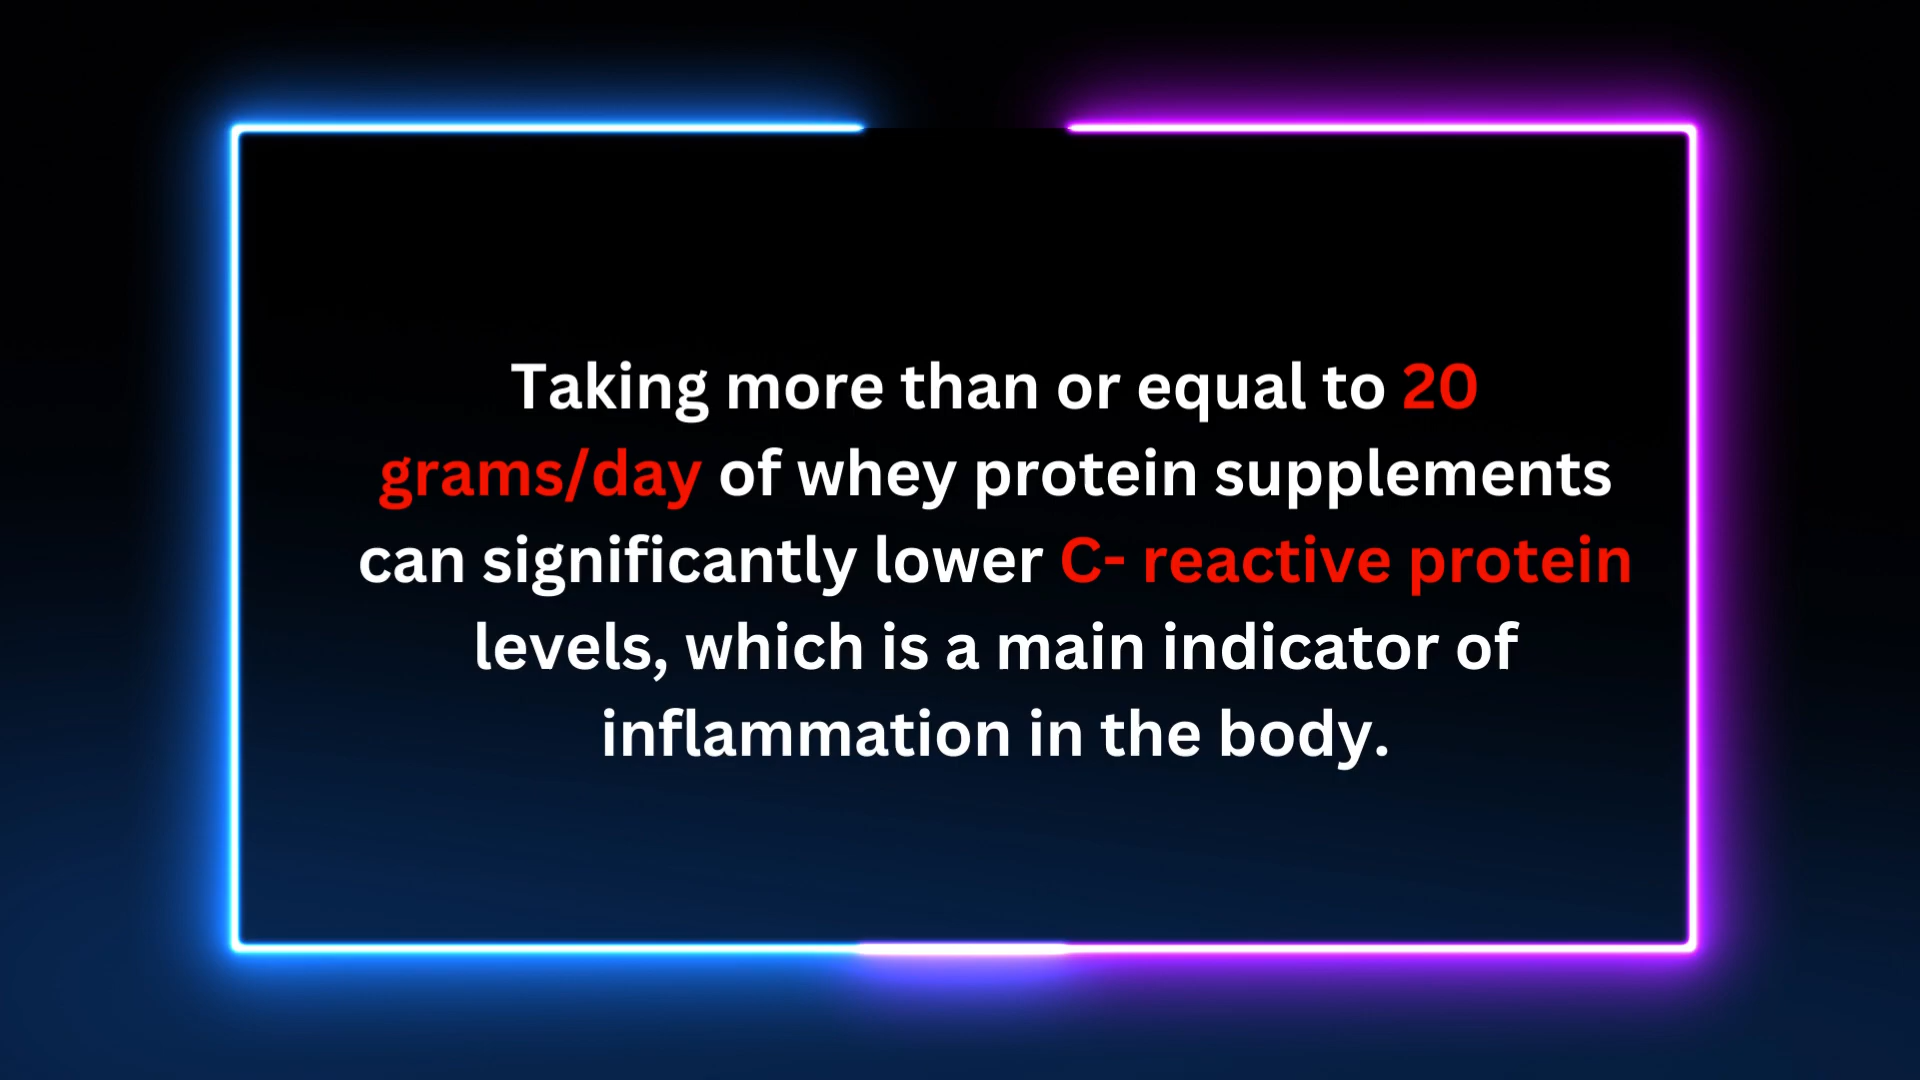 Taking more than or equal to 20
grams/day of whey protein supplements
can significantly lower C- reactive protein
levels, which is a main indicator of
inflammation in the body.